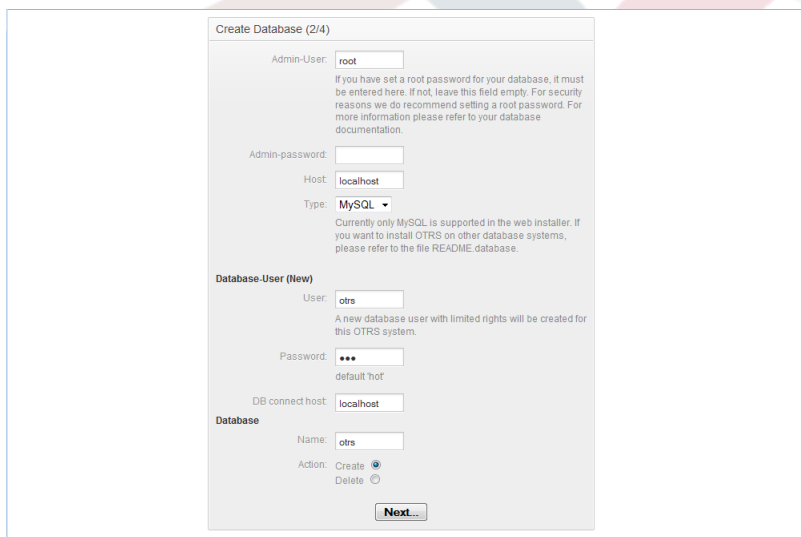 Create Database (2/4)
Admin-User: root
If you have set a root password for your database, it must
be entered here. If not, leave this field empty. For security
reasons we do recommend setting a root password. For
more information please refer to your database
documentation.
Admin-password:
Host: localhost
Type: MySQL
Currently only MySQL is supported in the web installer. If
you want to install OTRS on other database systems,
please refer to the file README.database.
Database-User (New)
User: otrs
A new database user with limited rights will be created for
this OTRS system.
Password: •••
default 'hot'
DB connect host: localhost
Database
Name: otrs
Action: Create
Delete
Next...